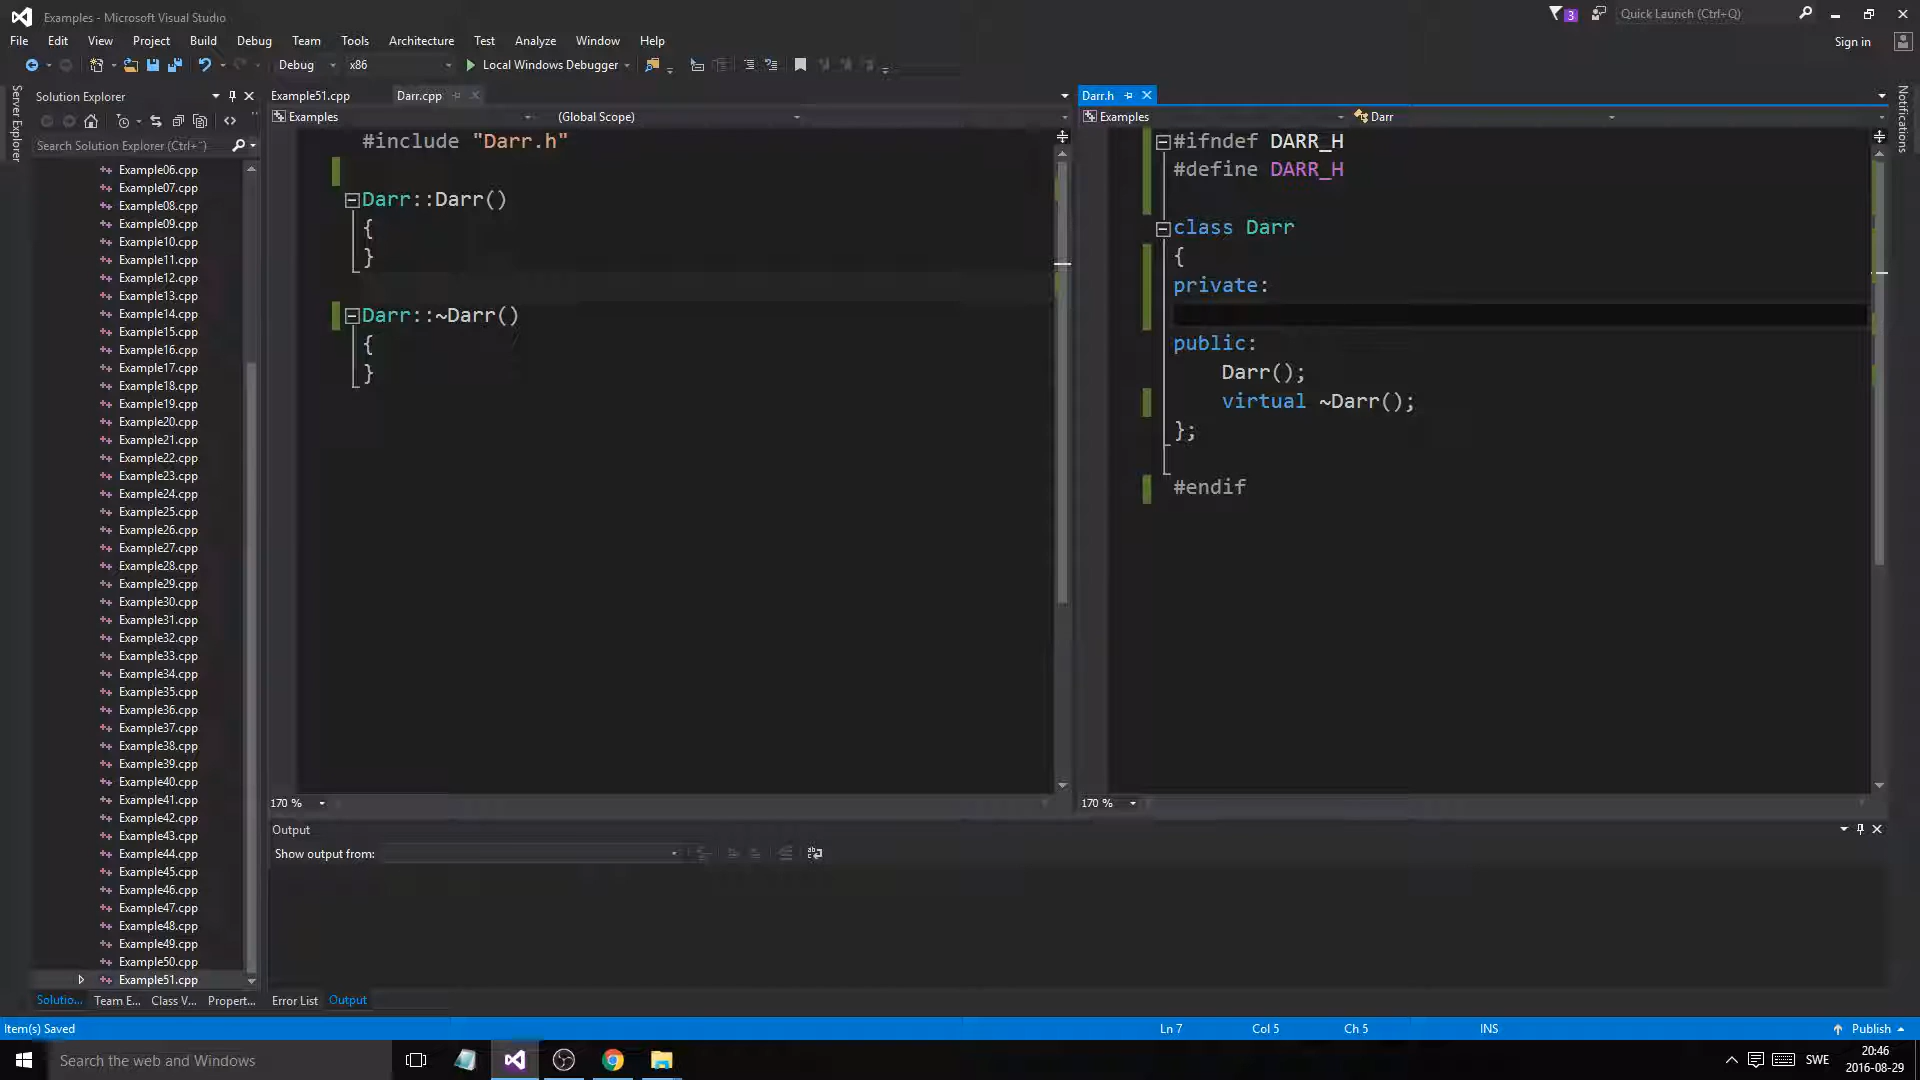 Examples - Microsoft Visual Studio
3
Quick Launch (Ctrl+Q)
File Edit View Project Build Debug Team Tools Architecture Test Analyze Window Help
Sign in
Debug x86 Local Windows Debugger
Server Explorer
Solution Explorer
Search Solution Explorer (Ctrl+¨)
Example06.cpp
Example07.cpp
Example08.cpp
Example09.cpp
Example10.cpp
Example11.cpp
Example12.cpp
Example13.cpp
Example14.cpp
Example15.cpp
Example16.cpp
Example17.cpp
Example18.cpp
Example19.cpp
Example20.cpp
Example21.cpp
Example22.cpp
Example23.cpp
Example24.cpp
Example25.cpp
Example26.cpp
Example27.cpp
Example28.cpp
Example29.cpp
Example30.cpp
Example31.cpp
Example32.cpp
Example33.cpp
Example34.cpp
Example35.cpp
Example36.cpp
Example37.cpp
Example38.cpp
Example39.cpp
Example40.cpp
Example41.cpp
Example42.cpp
Example43.cpp
Example44.cpp
Example45.cpp
Example46.cpp
Example47.cpp
Example48.cpp
Example49.cpp
Example50.cpp
Example51.cpp
Solutio... Team E... Class V... Propert...
Example51.cpp Darr.cpp
Examples (Global Scope)
#include "Darr.h"
Darr::Darr()
{
}
Darr::~Darr()
{
}
170 %
Darr.h
Examples Darr
#ifndef DARR_H
#define DARR_H
class Darr
{
private:
public:
Darr();
virtual ~Darr();
};
#endif
170 %
Notifications
Output
Show output from:
Error List Output
Item(s) Saved Ln 7 Col 5 Ch 5 INS Publish
Search the web and Windows
SWE
20:46
2016-08-29